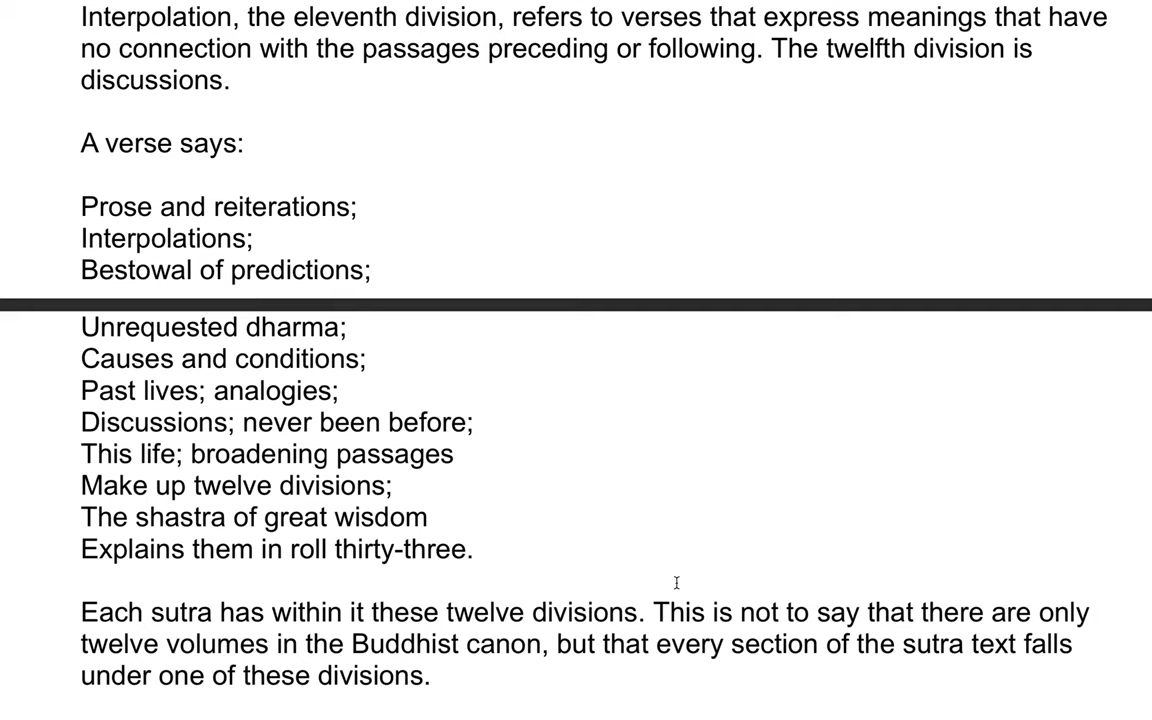 Interpolation, the eleventh division, refers to verses that express meanings that have
no connection with the passages preceding or following. The twelfth division is
discussions.
A verse says:
Prose and reiterations;
Interpolations;
Bestowal of predictions;
Unrequested dharma;
Causes and conditions;
Past lives; analogies;
Discussions; never been before;
This life; broadening passages
Make up twelve divisions;
The shastra of great wisdom
Explains them in roll thirty-three.
Each sutra has within it these twelve divisions. This is not to say that there are only
twelve volumes in the Buddhist canon, but that every section of the sutra text falls
under one of these divisions.